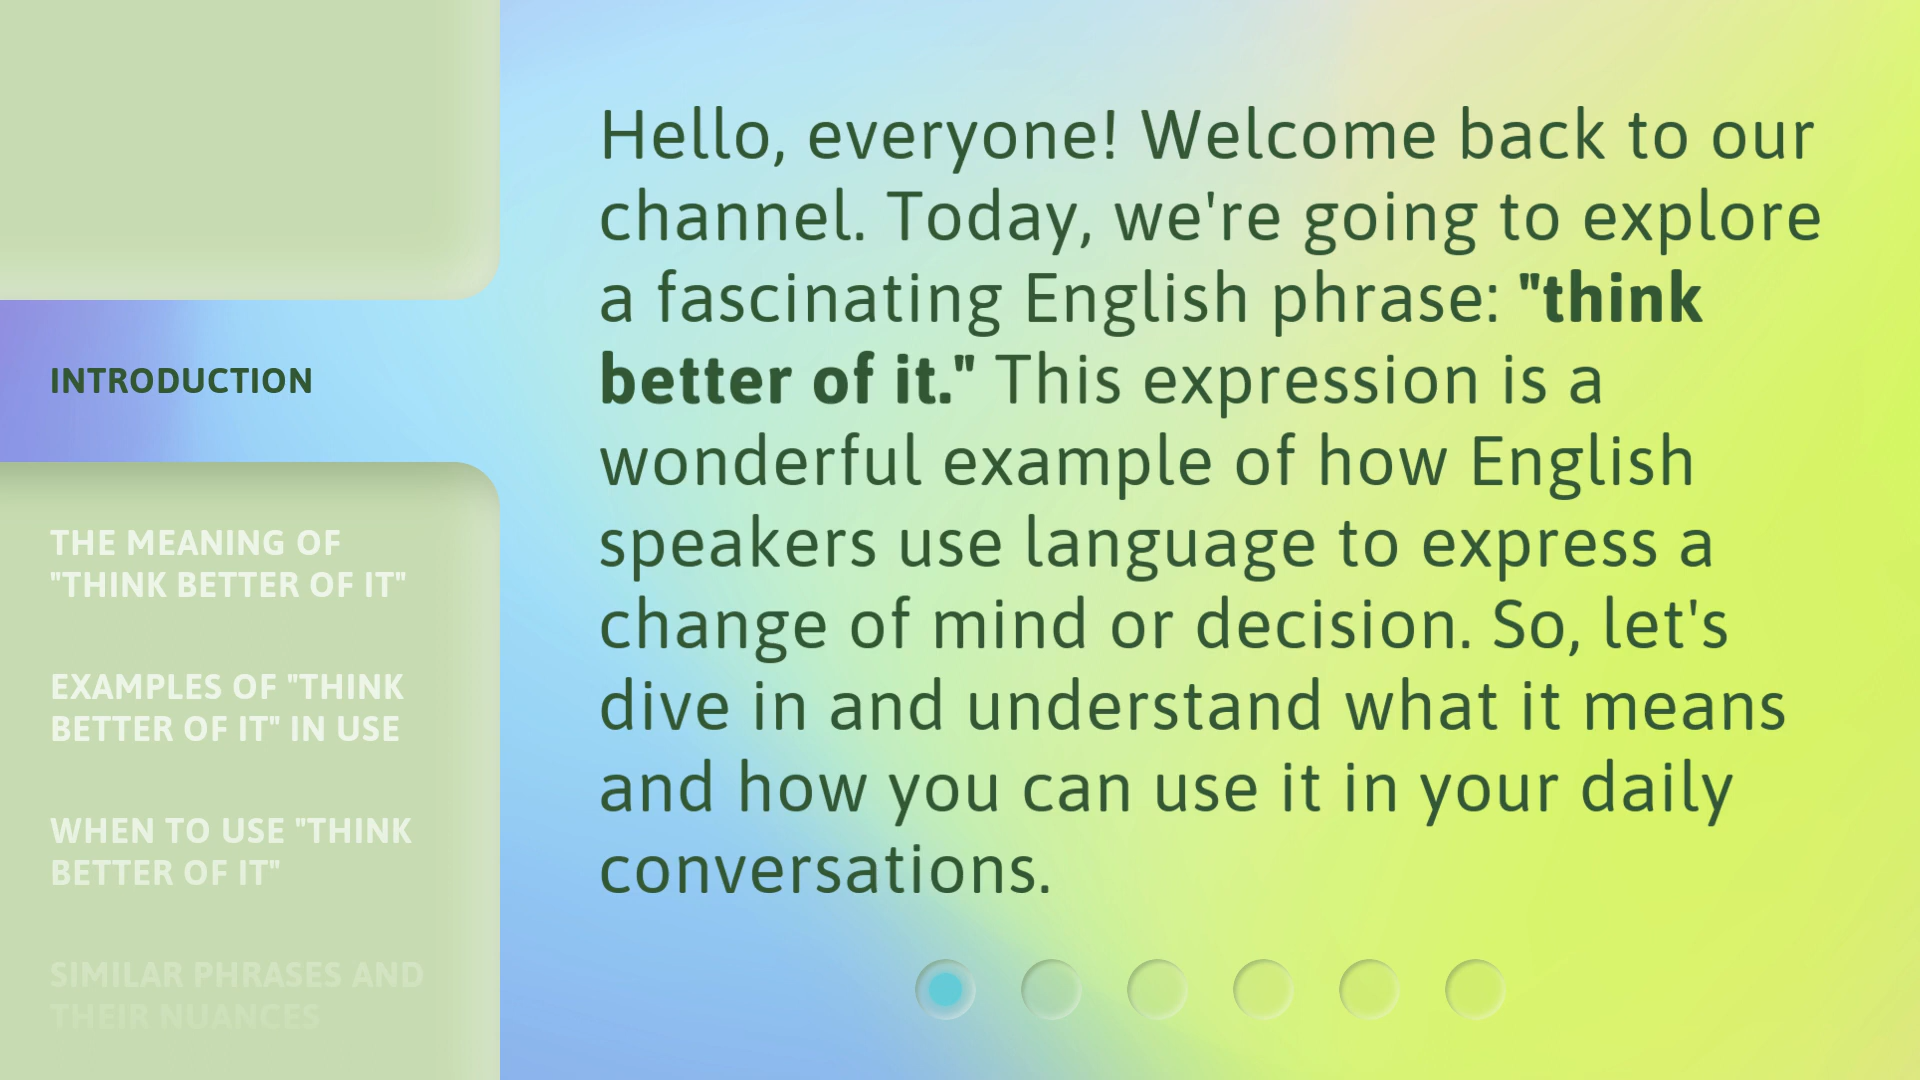 INTRODUCTION
THE MEANING OF
"THINK BETTER OF IT"
EXAMPLES OF "THINK
BETTER OF IT" IN USE
WHEN TO USE "THINK
BETTER OF IT"
SIMILAR PHRASES AND
THEIR NUANCES
Hello, everyone! Welcome back to our
channel. Today, we're going to explore
a fascinating English phrase: "think
better of it." This expression is a
wonderful example of how English
speakers use language to express a
change of mind or decision. So, let's
dive in and understand what it means
and how you can use it in your daily
conversations.